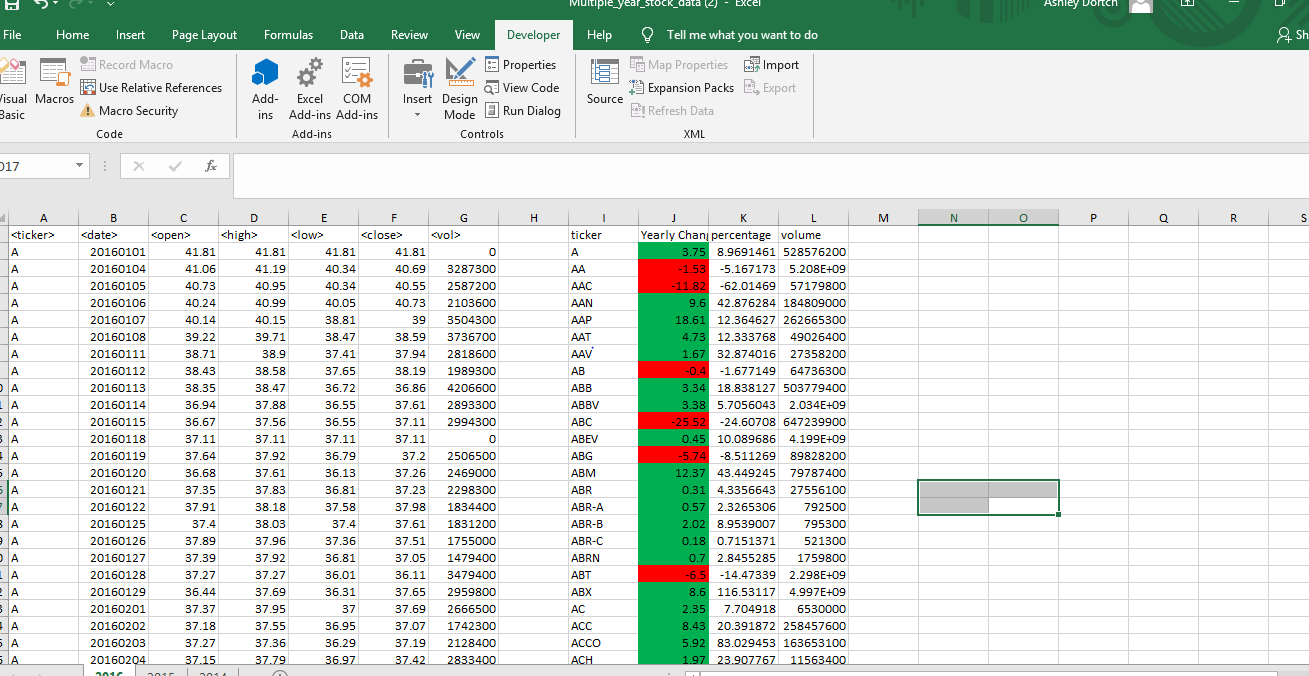 Multiple_year_stock_data (2) - Excel Ashley Dortch
File Home Insert Page Layout Formulas Data Review View Developer Help Tell me what you want to do Sh
Visual Basic Macros Record Macro Use Relative References Macro Security Code
Add-ins Excel Add-ins COM Add-ins Add-ins
Insert Design Mode Properties View Code Run Dialog Controls
Source Map Properties Expansion Packs Refresh Data Import Export XML
O17 fx
A B C D E F G H I J K L M N O P Q R S
<ticker> <date> <open> <high> <low> <close> <vol> ticker Yearly Chang percentage volume
A 20160101 41.81 41.81 41.81 41.81 0 A 3.75 8.9691461 528576200
A 20160104 41.06 41.19 40.34 40.69 3287300 AA -1.53 -5.167173 5.208E+09
A 20160105 40.73 40.95 40.34 40.55 2587200 AAC -11.82 -62.01469 57179800
A 20160106 40.24 40.99 40.05 40.73 2103600 AAN 9.6 42.876284 184809000
A 20160107 40.14 40.15 38.81 39 3504300 AAP 18.61 12.364627 262665300
A 20160108 39.22 39.71 38.47 38.59 3736700 AAT 4.73 12.333768 49026400
A 20160111 38.71 38.9 37.41 37.94 2818600 AAV 1.67 32.874016 27358200
A 20160112 38.43 38.58 37.65 38.19 1989300 AB -0.4 -1.677149 64736300
A 20160113 38.35 38.47 36.72 36.86 4206600 ABB 3.34 18.838127 503779400
A 20160114 36.94 37.88 36.55 37.61 2893300 ABBV 3.38 5.7056043 2.034E+09
A 20160115 36.67 37.56 36.55 37.11 2994300 ABC -25.52 -24.60708 647239900
A 20160118 37.11 37.11 37.11 37.11 0 ABEV 0.45 10.089686 4.199E+09
A 20160119 37.64 37.92 36.79 37.2 2506500 ABG -5.74 -8.511269 89828200
A 20160120 36.68 37.61 36.13 37.26 2469000 ABM 12.37 43.449245 79787400
A 20160121 37.35 37.83 36.81 37.23 2298300 ABR 0.31 4.3356643 27556100
A 20160122 37.91 38.18 37.58 37.98 1834400 ABR-A 0.57 2.3265306 792500
A 20160125 37.4 38.03 37.4 37.61 1831200 ABR-B 2.02 8.9539007 795300
A 20160126 37.89 37.96 37.36 37.51 1755000 ABR-C 0.18 0.7151371 521300
A 20160127 37.39 37.92 36.81 37.05 1479400 ABRN 0.7 2.8455285 1759800
A 20160128 37.27 37.27 36.01 36.11 3479400 ABT -6.5 -14.47339 2.298E+09
A 20160129 36.44 37.69 36.31 37.65 2959800 ABX 8.6 116.53117 4.997E+09
A 20160201 37.37 37.95 37 37.69 2666500 AC 2.35 7.704918 6530000
A 20160202 37.18 37.55 36.95 37.07 1742300 ACC 8.43 20.391872 258457600
A 20160203 37.27 37.36 36.29 37.19 2128400 ACCO 5.92 83.029453 163653100
A 20160204 37.15 37.79 36.97 37.42 2833400 ACH 1.97 23.907767 11563400
2016 2015 2014